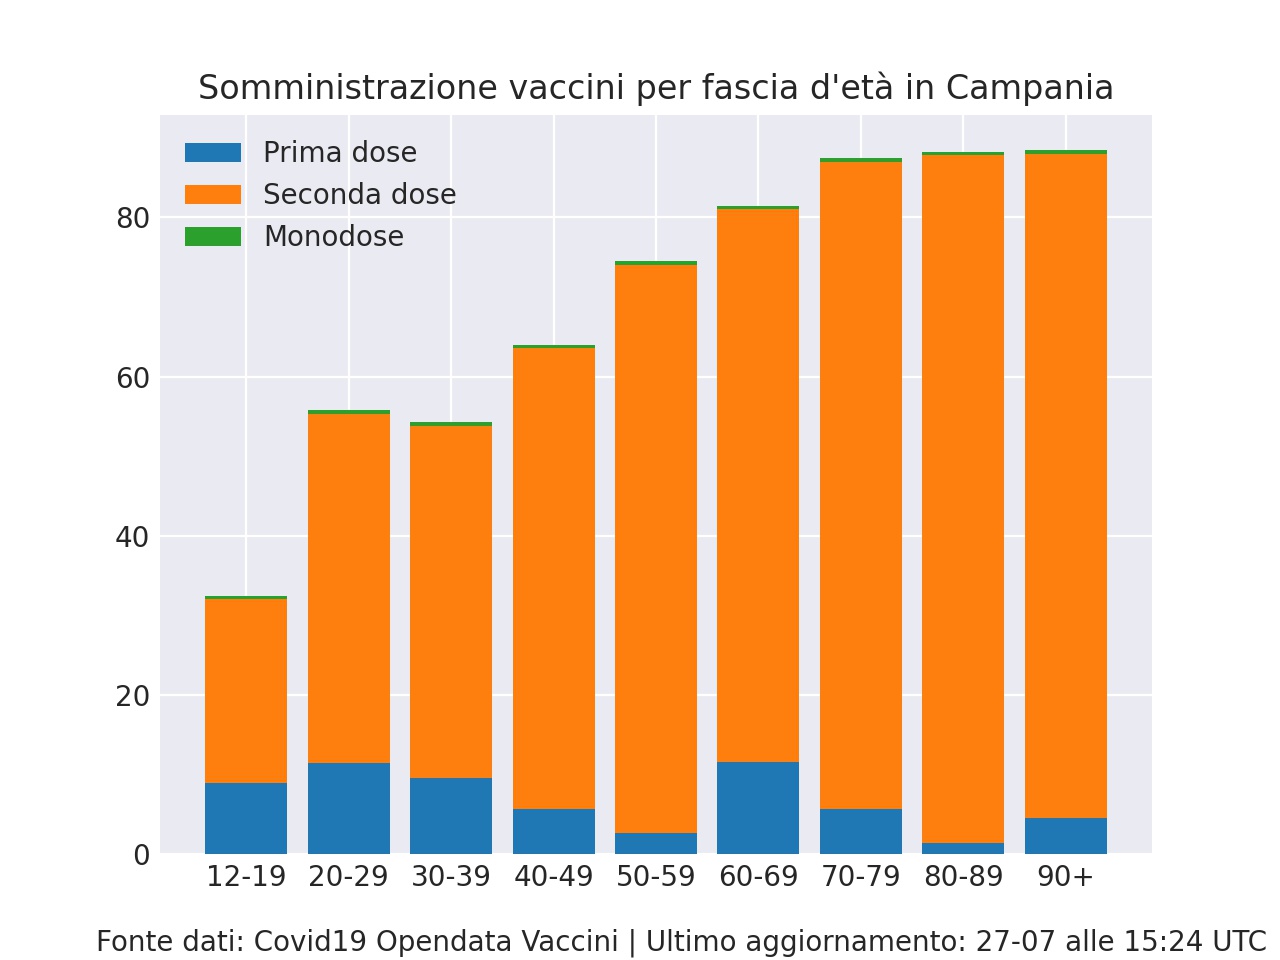 Somministrazione vaccini per fascia d'età in Campania
Prima dose
Seconda dose
Monodose
80
60
40
20
0
12-19 20-29 30-39 40-49 50-59 60-69 70-79 80-89 90+
Fonte dati: Covid19 Opendata Vaccini | Ultimo aggiornamento: 27-07 alle 15:24 UTC